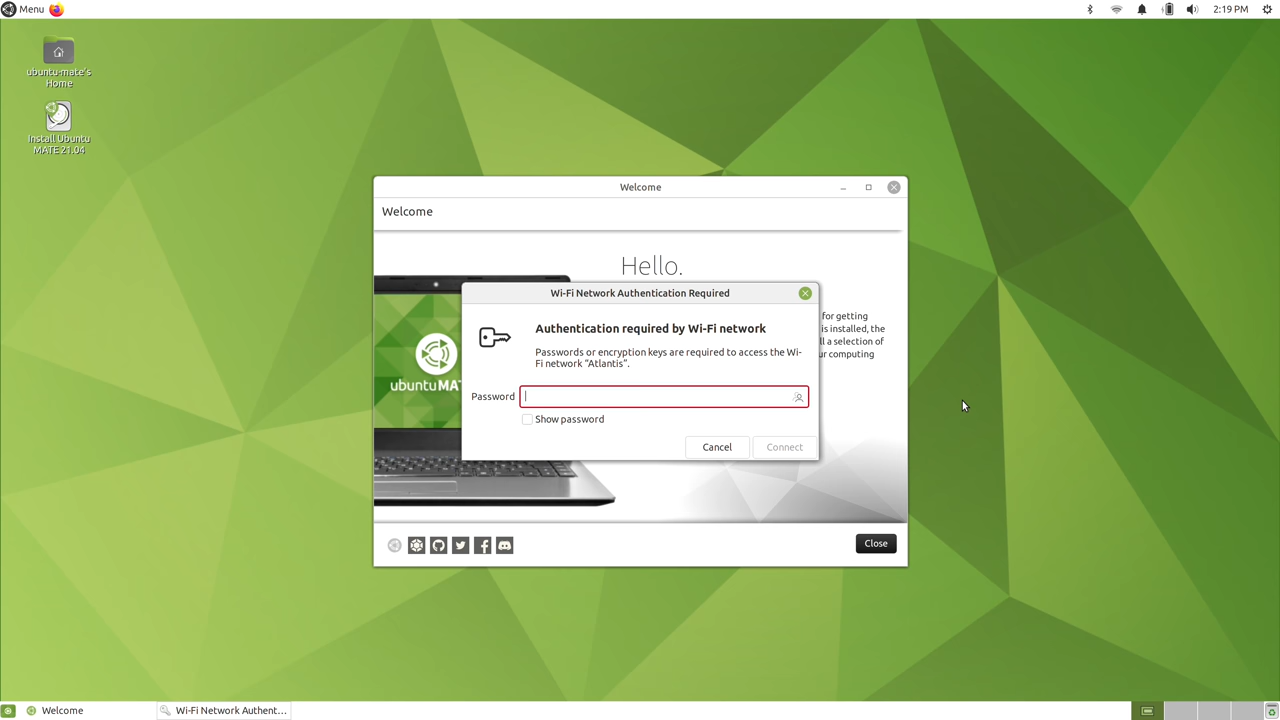 Menu
2:19 PM
ubuntu-mate's
Home
Install Ubuntu
MATE 21.04
Welcome
Welcome
Hello.
for getting
is installed, the
ll a selection of
ur computing
ubuntu MA
Wi-Fi Network Authentication Required
Authentication required by Wi-Fi network
Passwords or encryption keys are required to access the Wi-
Fi network "Atlantis".
Password
Show password
Cancel
Connect
Close
Welcome
Wi-Fi Network Authent...